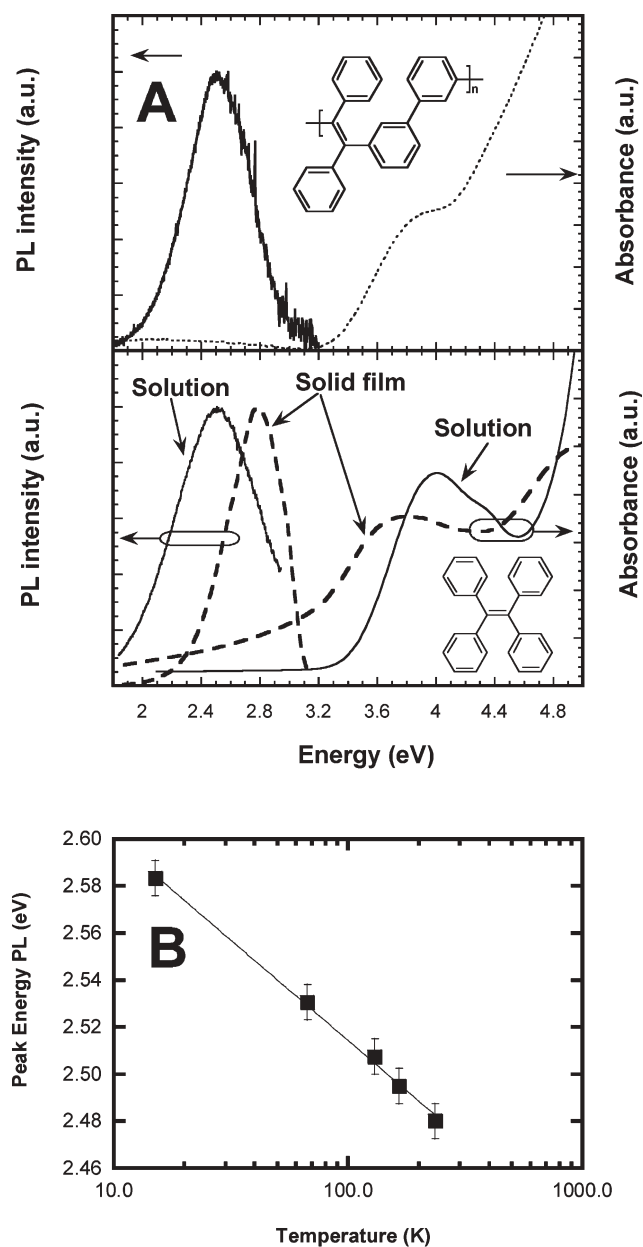 PL intensity (a.u.)
A
n
Absorbance (a.u.)
PL intensity (a.u.)
Solution
Solid film
Solution
Absorbance (a.u.)
2 2.4 2.8 3.2 3.6 4 4.4 4.8
Energy (eV)
Peak Energy PL (eV)
2.60
2.58
2.56
2.54
2.52
2.50
2.48
2.46
B
10.0 100.0 1000.0
Temperature (K)